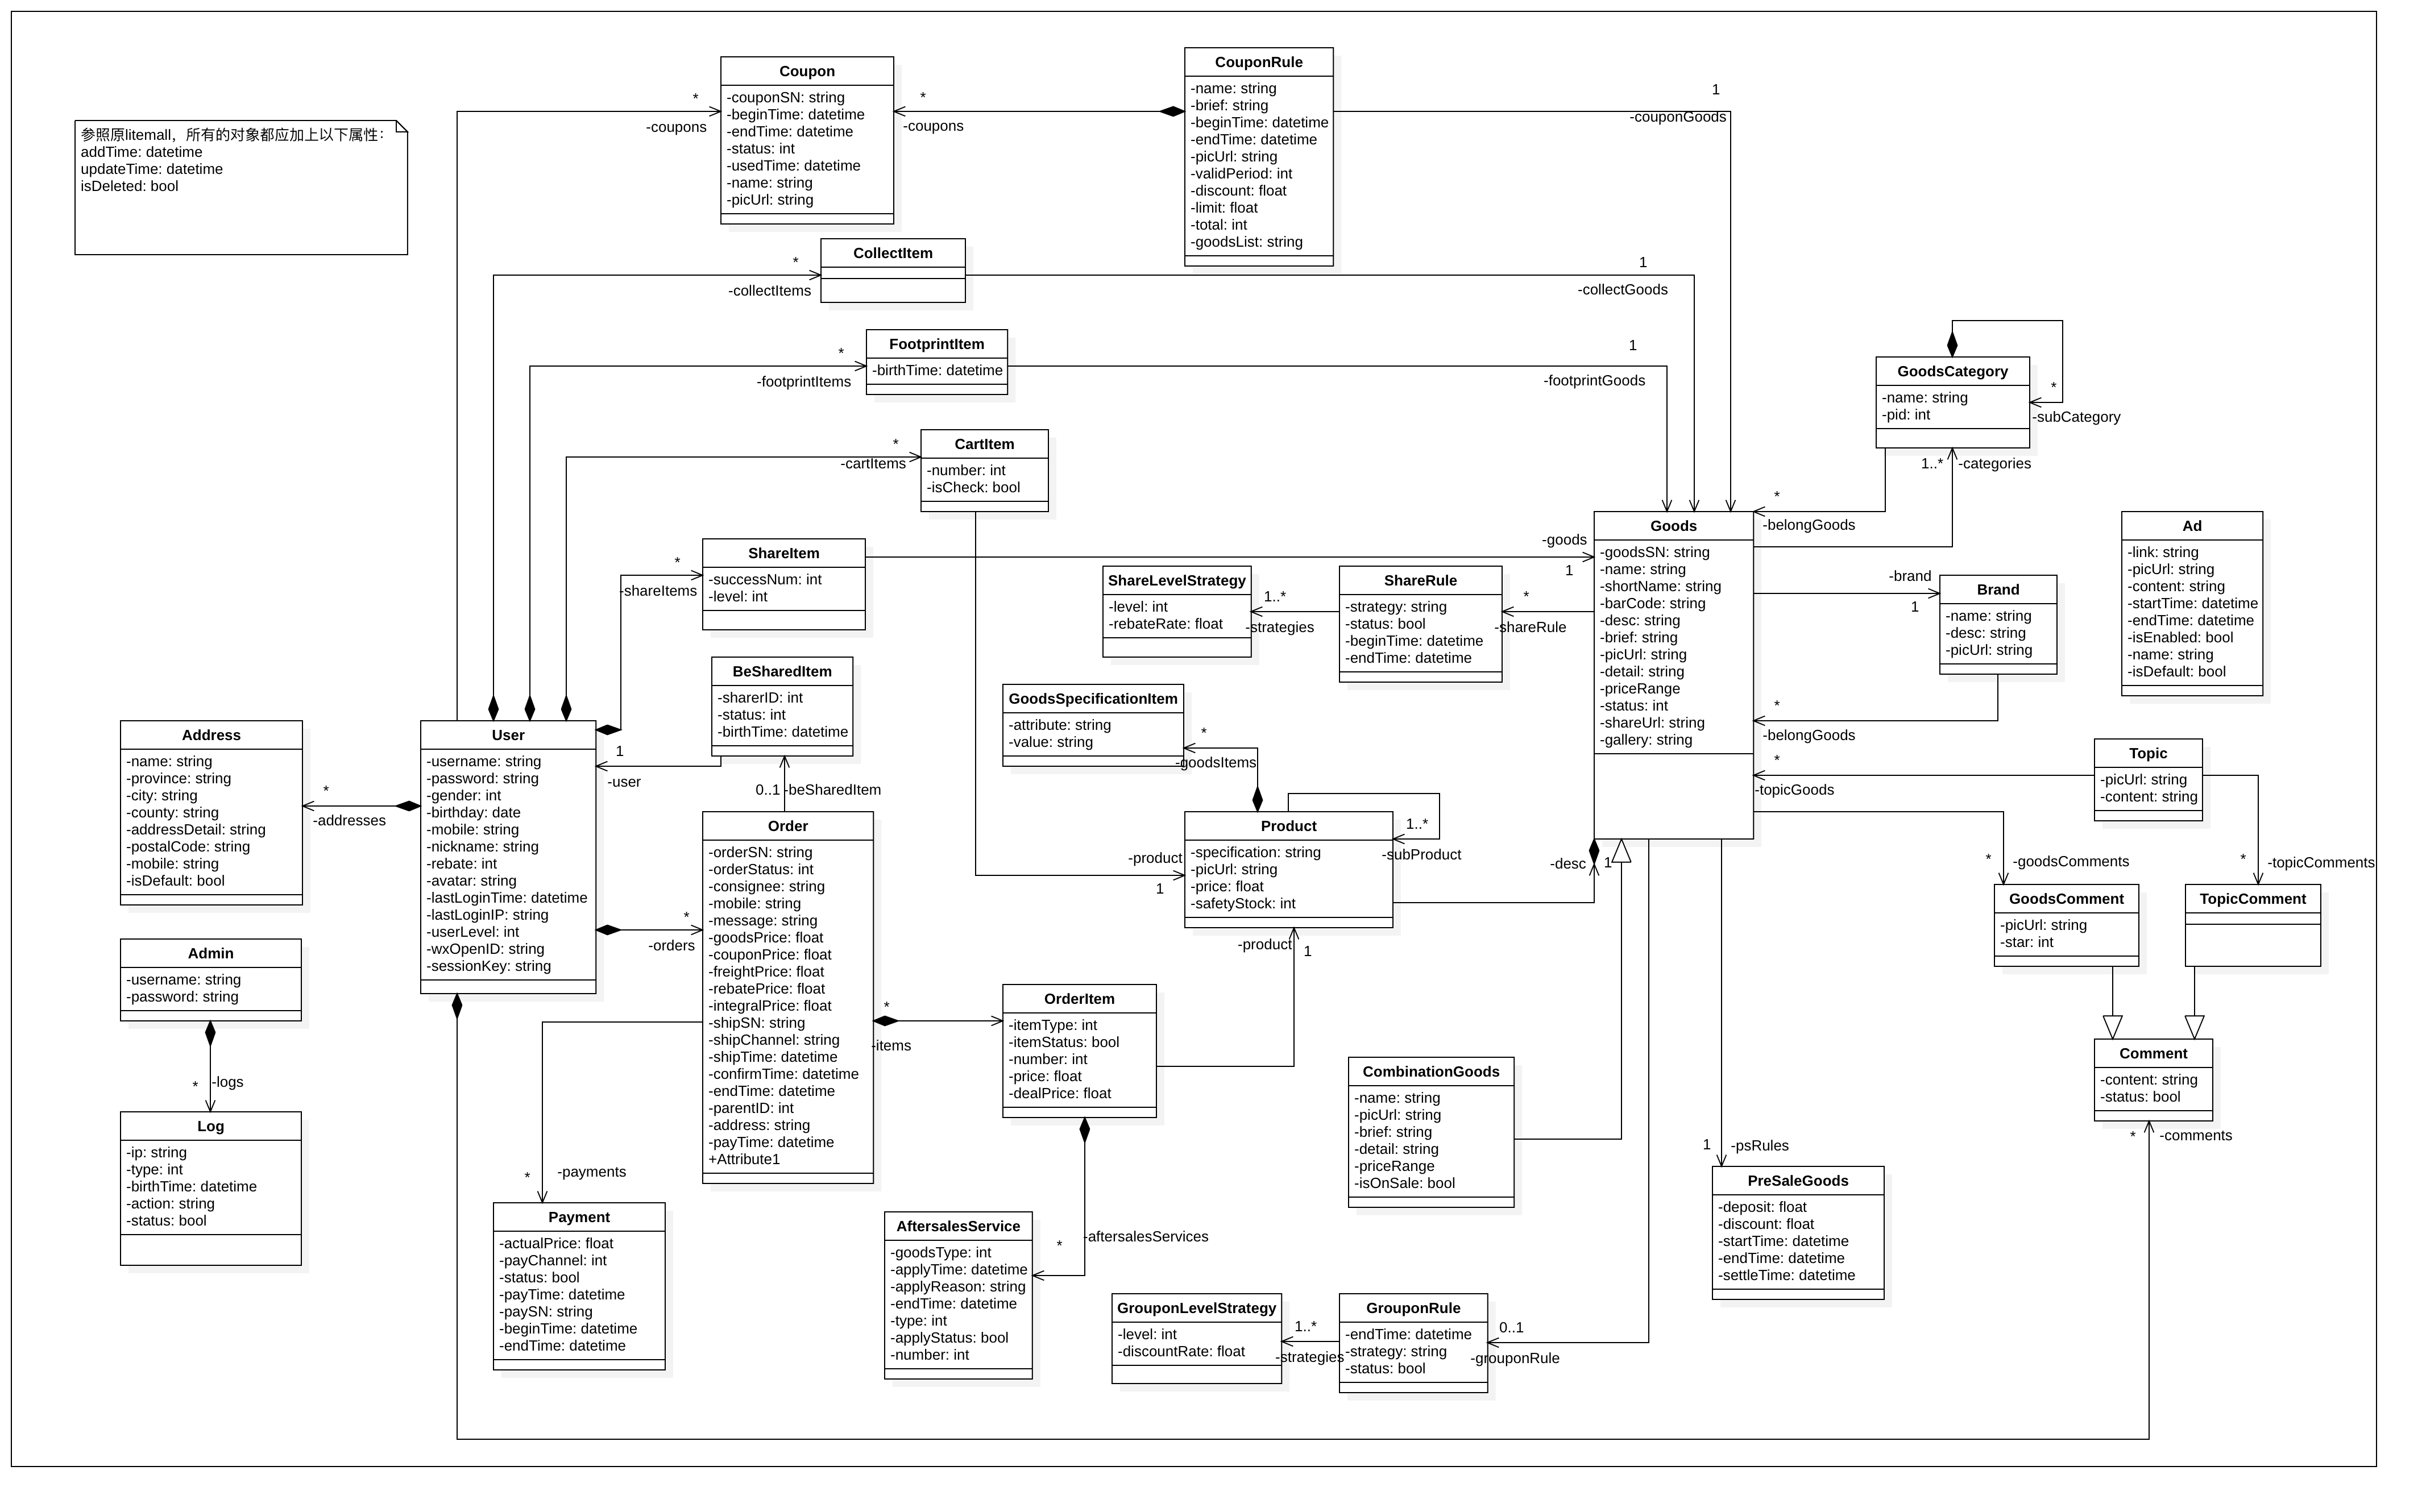 参照原litemall，所有的对象都应加上以下属性：
addTime: datetime
updateTime: datetime
isDeleted: bool
Coupon
-couponSN: string
-beginTime: datetime
-endTime: datetime
-status: int
-usedTime: datetime
-name: string
-picUrl: string
*
-coupons
*
-coupons
CouponRule
-name: string
-brief: string
-beginTime: datetime
-endTime: datetime
-picUrl: string
-validPeriod: int
-discount: float
-limit: float
-total: int
-goodsList: string
1
-couponGoods
CollectItem
*
-collectItems
1
-collectGoods
FootprintItem
-birthTime: datetime
*
-footprintItems
1
-footprintGoods
GoodsCategory
-name: string
-pid: int
*
-subCategory
1..*
-categories
*
-belongGoods
CartItem
-number: int
-isCheck: bool
*
-cartItems
ShareItem
-successNum: int
-level: int
*
-shareItems
-goods
1
ShareLevelStrategy
-level: int
-rebateRate: float
1..*
-strategies
ShareRule
-strategy: string
-status: bool
-beginTime: datetime
-endTime: datetime
*
-shareRule
Goods
-goodsSN: string
-name: string
-shortName: string
-barCode: string
-desc: string
-brief: string
-picUrl: string
-detail: string
-priceRange
-status: int
-shareUrl: string
-gallery: string
-brand
1
Brand
-name: string
-desc: string
-picUrl: string
*
-belongGoods
Ad
-link: string
-picUrl: string
-content: string
-startTime: datetime
-endTime: datetime
-isEnabled: bool
-name: string
-isDefault: bool
BeSharedItem
-sharerID: int
-status: int
-birthTime: datetime
1
-user
0..1
-beSharedItem
GoodsSpecificationItem
-attribute: string
-value: string
*
-goodsItems
Address
-name: string
-province: string
-city: string
-county: string
-addressDetail: string
-postalCode: string
-mobile: string
-isDefault: bool
*
-addresses
User
-username: string
-password: string
-gender: int
-birthday: date
-mobile: string
-nickname: string
-rebate: int
-avatar: string
-lastLoginTime: datetime
-lastLoginIP: string
-userLevel: int
-wxOpenID: string
-sessionKey: string
*
-orders
Order
-orderSN: string
-orderStatus: int
-consignee: string
-mobile: string
-message: string
-goodsPrice: float
-couponPrice: float
-freightPrice: float
-rebatePrice: float
-integralPrice: float
-shipSN: string
-shipChannel: string
-shipTime: datetime
-confirmTime: datetime
-endTime: datetime
-parentID: int
-address: string
-payTime: datetime
+Attribute1
Product
-specification: string
-picUrl: string
-price: float
-safetyStock: int
-product
1
1..*
-subProduct
-desc
1
-product
1
Topic
-picUrl: string
-content: string
*
-topicGoods
*
-goodsComments
*
-topicComments
GoodsComment
-picUrl: string
-star: int
TopicComment
Comment
-content: string
-status: bool
*
-comments
Admin
-username: string
-password: string
*
-logs
Log
-ip: string
-type: int
-birthTime: datetime
-action: string
-status: bool
*
-items
OrderItem
-itemType: int
-itemStatus: bool
-number: int
-price: float
-dealPrice: float
CombinationGoods
-name: string
-picUrl: string
-brief: string
-detail: string
-priceRange
-isOnSale: bool
1
-psRules
PreSaleGoods
-deposit: float
-discount: float
-startTime: datetime
-endTime: datetime
-settleTime: datetime
*
-payments
Payment
-actualPrice: float
-payChannel: int
-status: bool
-payTime: datetime
-paySN: string
-beginTime: datetime
-endTime: datetime
*
-aftersalesServices
AftersalesService
-goodsType: int
-applyTime: datetime
-applyReason: string
-endTime: datetime
-type: int
-applyStatus: bool
-number: int
GrouponLevelStrategy
-level: int
-discountRate: float
1..*
-strategies
GrouponRule
-endTime: datetime
-strategy: string
-status: bool
0..1
-grouponRule